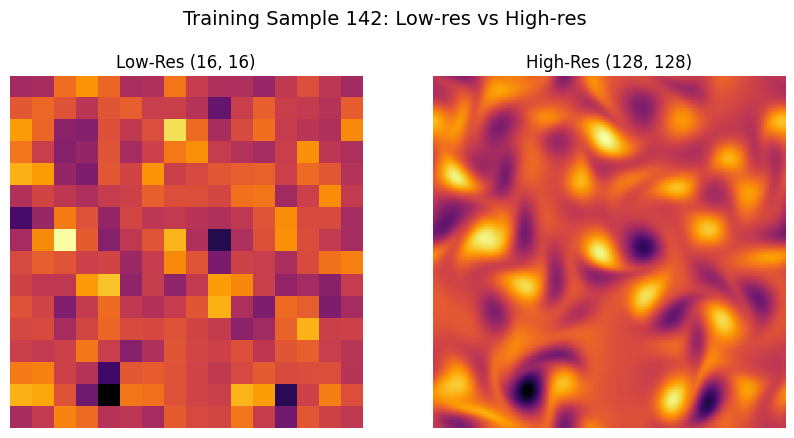 Training Sample 142: Low-res vs High-res
Low-Res (16, 16)
High-Res (128, 128)